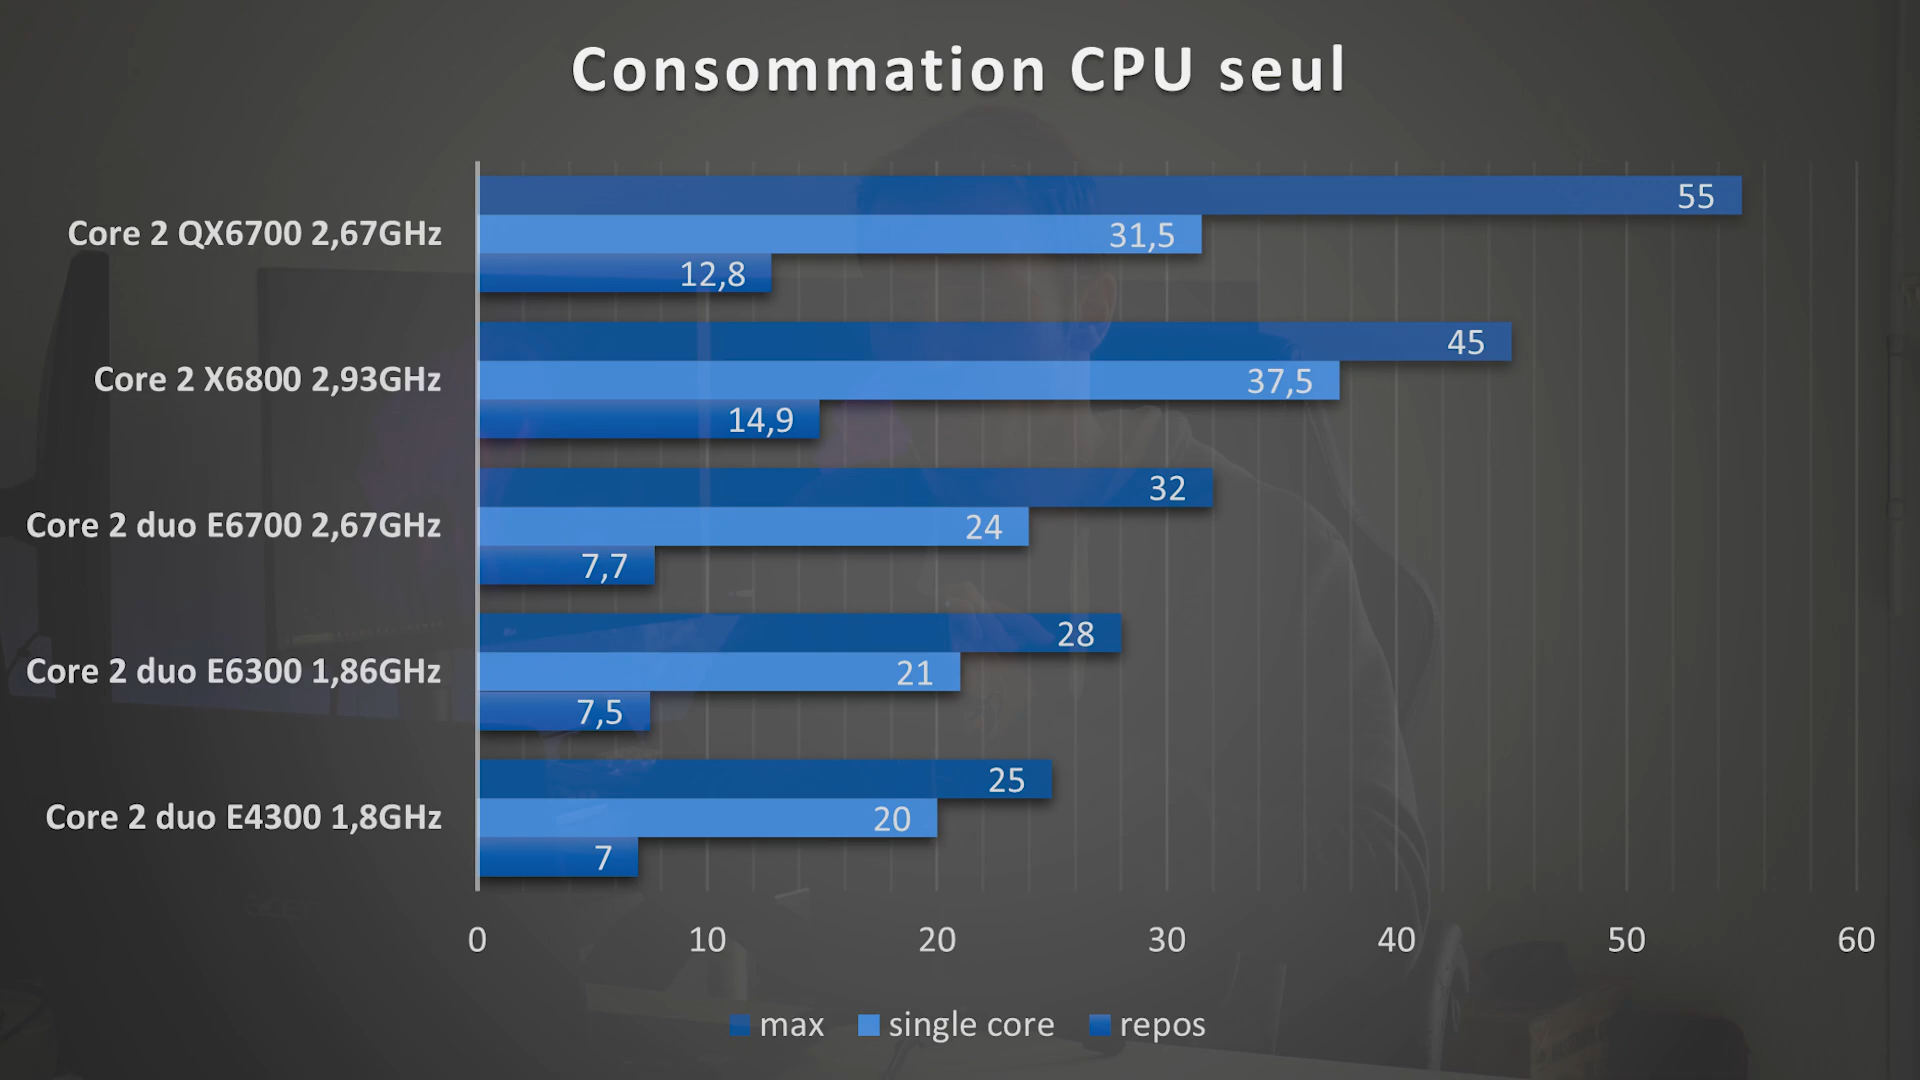 Consommation CPU seul
Core 2 QX6700 2,67GHz
55
31,5
12,8
Core 2 X6800 2,93GHz
45
37,5
14,9
Core 2 duo E6700 2,67GHz
32
24
7,7
Core 2 duo E6300 1,86GHz
28
21
7,5
Core 2 duo E4300 1,8GHz
25
20
7
0 10 20 30 40 50 60
max single core repos